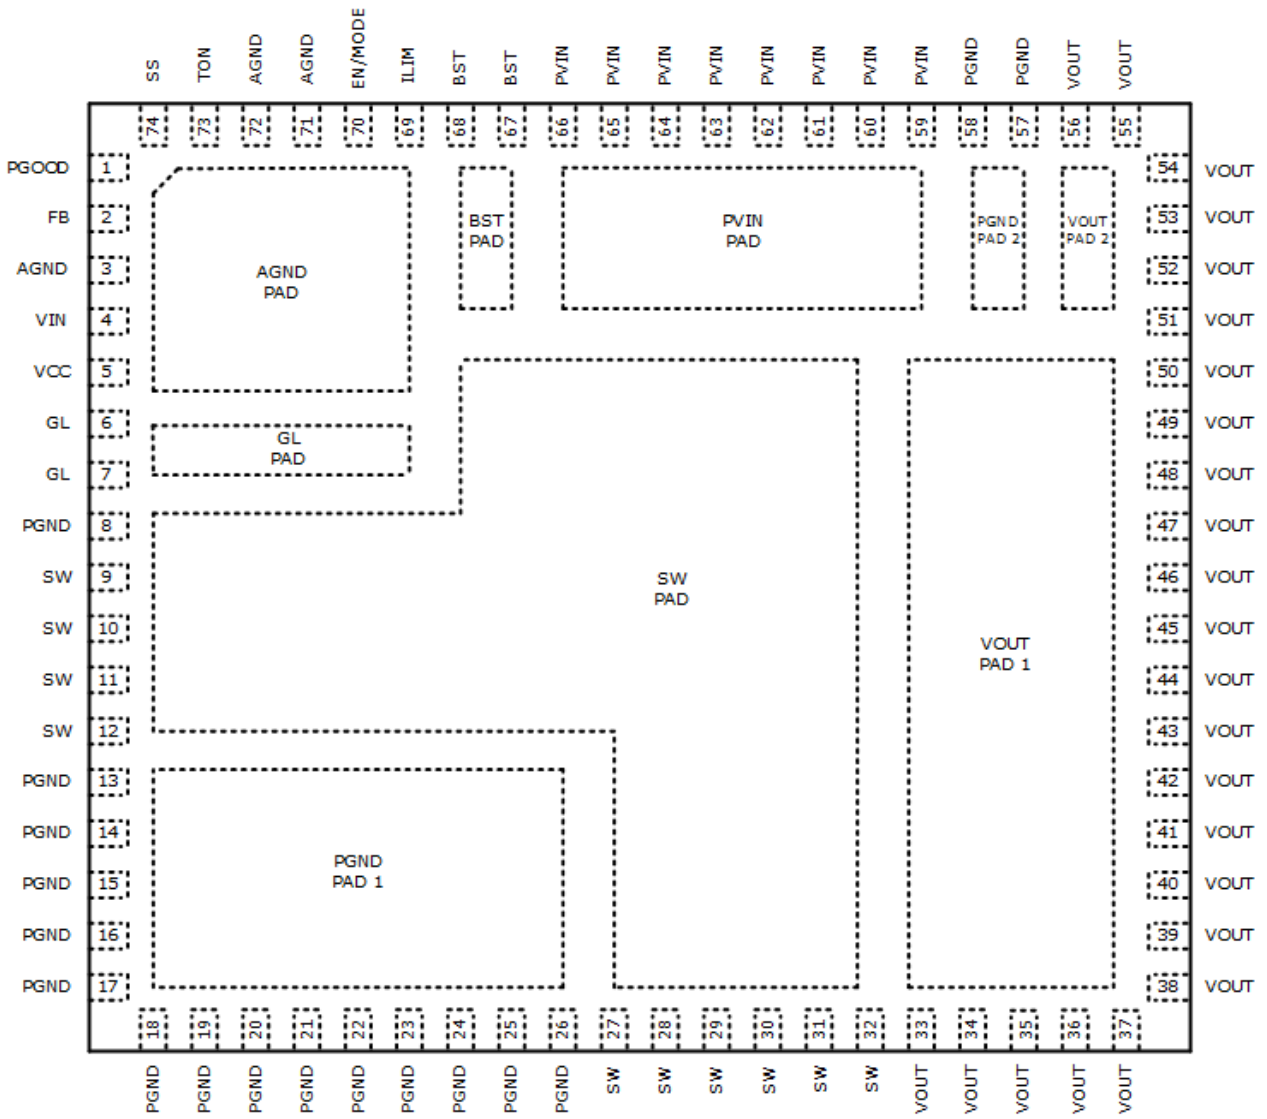 SS TON AGND AGND EN/MODE ILIM BST BST PVIN PVIN PVIN PVIN PVIN PVIN PVIN PVIN PGND PGND VOUT VOUT
74 73 72 71 70 69 68 67 66 65 64 63 62 61 60 59 58 57 56 55
PGOOD 1 54 VOUT
FB 2 53 VOUT
AGND 3 52 VOUT
VIN 4 51 VOUT
VCC 5 50 VOUT
GL 6 49 VOUT
GL 7 48 VOUT
PGND 8 47 VOUT
SW 9 46 VOUT
SW 10 45 VOUT
SW 11 44 VOUT
SW 12 43 VOUT
PGND 13 42 VOUT
PGND 14 41 VOUT
PGND 15 40 VOUT
PGND 16 39 VOUT
PGND 17 38 VOUT
AGND
PAD
BST
PAD
PVIN
PAD
PGND
PAD 2
VOUT
PAD 2
GL
PAD
SW
PAD
VOUT
PAD 1
PGND
PAD 1
18 19 20 21 22 23 24 25 26 27 28 29 30 31 32 33 34 35 36 37
PGND PGND PGND PGND PGND PGND PGND PGND PGND SW SW SW SW SW SW VOUT VOUT VOUT VOUT VOUT